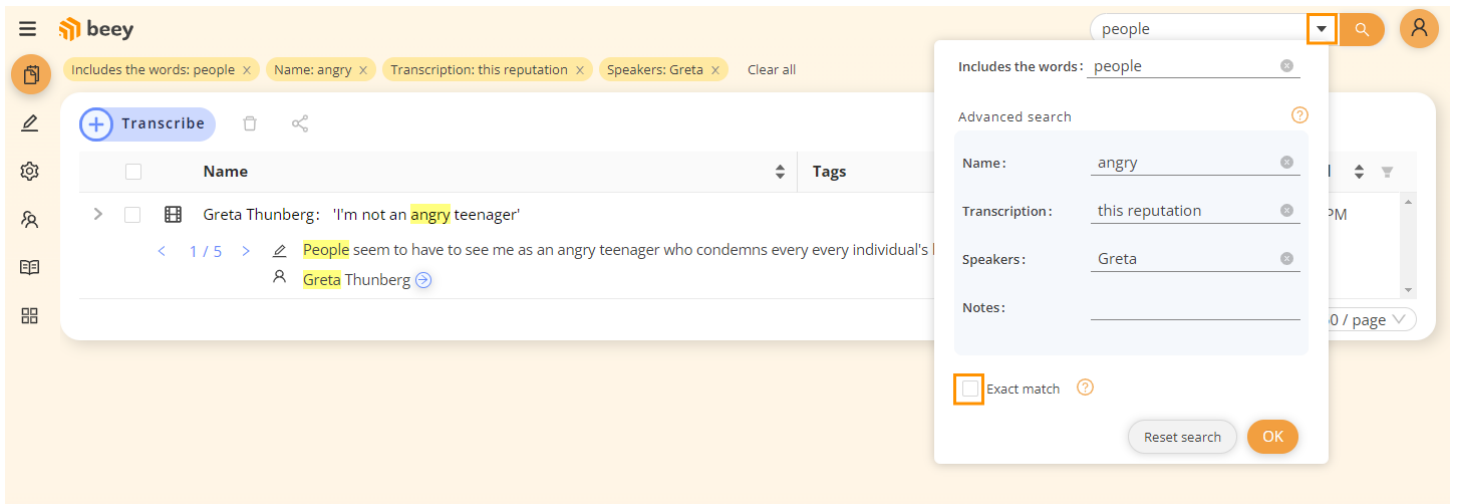 beey
people
Includes the words: people × Name: angry × Transcription: this reputation × Speakers: Greta × Clear all
Transcribe
Name Tags
Greta Thunberg: 'I'm not an angry teenager'
PM
< 1 / 5 > People seem to have to see me as an angry teenager who condemns every every individual's
Greta Thunberg
0 / page
Includes the words: people
Advanced search
Name: angry
Transcription: this reputation
Speakers: Greta
Notes:
Exact match
Reset search OK